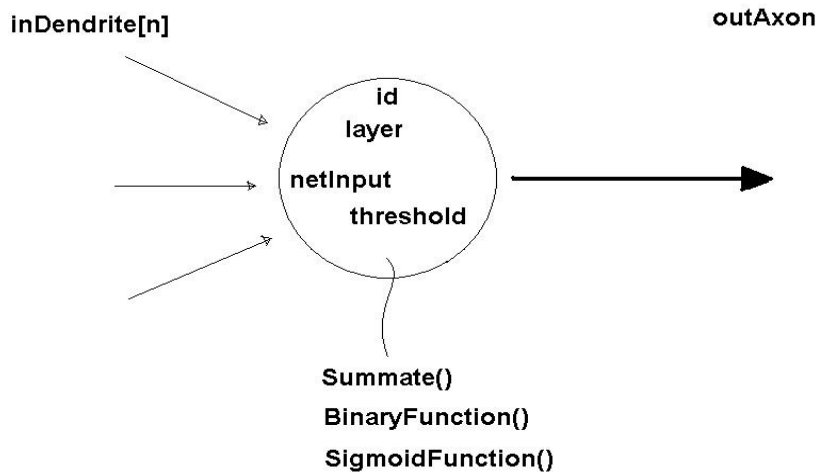 inDendrite[n]
outAxon
id
layer
netInput
threshold
Summate()
BinaryFunction()
SigmoidFunction()